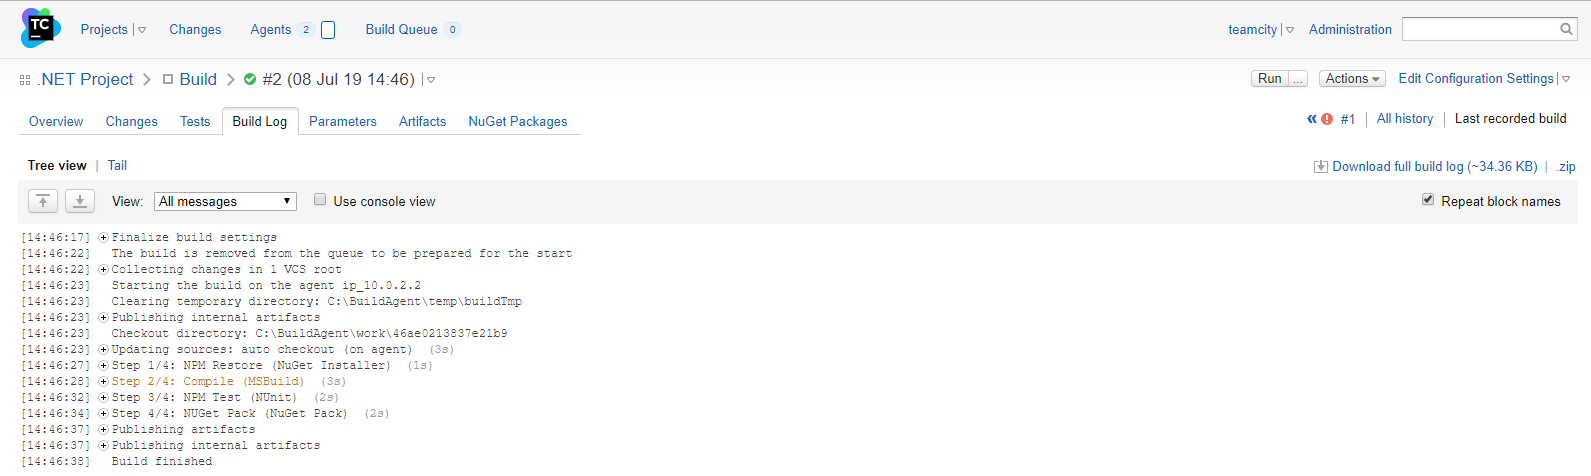 TC
Projects Changes Agents 2 Build Queue 0 teamcity Administration
.NET Project Build #2 (08 Jul 19 14:46) Run ... Actions Edit Configuration Settings
Overview Changes Tests Build Log Parameters Artifacts NuGet Packages « #1 | All history | Last recorded build
Tree view | Tail Download full build log (~34.36 KB) | .zip
View: All messages Use console view Repeat block names
[14:46:17] Finalize build settings
[14:46:22] The build is removed from the queue to be prepared for the start
[14:46:22] Collecting changes in 1 VCS root
[14:46:23] Starting the build on the agent ip_10.0.2.2
[14:46:23] Clearing temporary directory: C:\BuildAgent\temp\buildTmp
[14:46:23] Publishing internal artifacts
[14:46:23] Checkout directory: C:\BuildAgent\work\46ae0213837e21b9
[14:46:23] Updating sources: auto checkout (on agent) (3s)
[14:46:27] Step 1/4: NPM Restore (NuGet Installer) (1s)
[14:46:28] Step 2/4: Compile (MSBuild) (3s)
[14:46:32] Step 3/4: NPM Test (NUnit) (2s)
[14:46:34] Step 4/4: NUGet Pack (NuGet Pack) (2s)
[14:46:37] Publishing artifacts
[14:46:37] Publishing internal artifacts
[14:46:38] Build finished